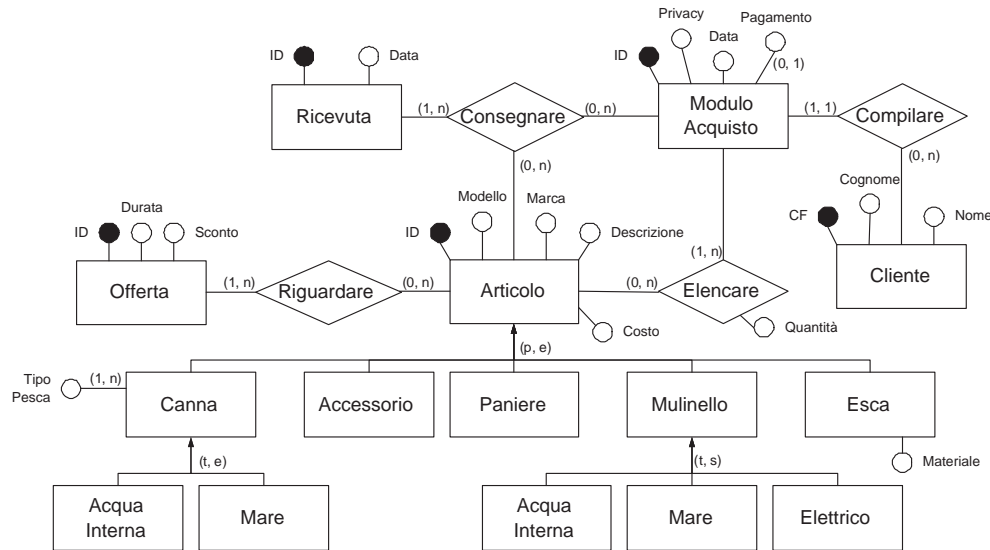 Privacy
Pagamento
ID
Data
ID
Data
(0, 1)
Ricevuta
(1, n)
Consegnare
(0, n)
Modulo
Acquisto
(1, 1)
Compilare
(0, n)
(0, n)
Cognome
Modello
Marca
Durata
CF
Nome
ID
Sconto
ID
Descrizione
(1, n)
Offerta
(1, n)
Riguardare
(0, n)
Articolo
(0, n)
Elencare
Cliente
Costo
Quantità
(p, e)
Tipo
Pesca
(1, n)
Canna
Accessorio
Paniere
Mulinello
Esca
(t, e)
(t, s)
Materiale
Acqua
Interna
Mare
Acqua
Interna
Mare
Elettrico